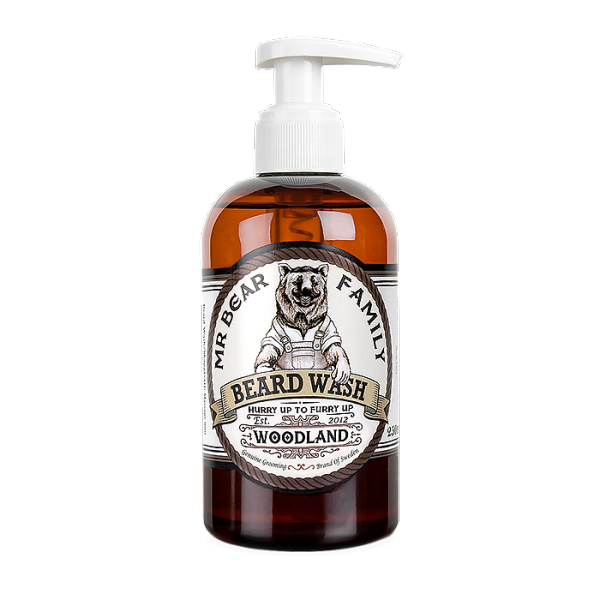 MR BEAR FAMILY
BEARD WASH
HURRY UP TO FURRY UP
Est. 2012
WOODLAND
Genuine Grooming Brand Of Sweden